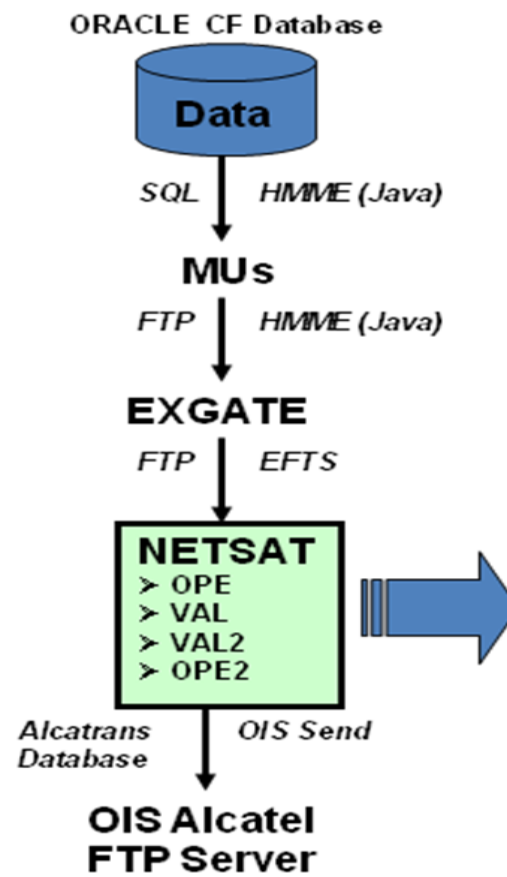 ORACLE CF Database
Data
SQL HMME (Java)
MUs
FTP HMME (Java)
EXGATE
FTP EFTS
NETSAT
➢ OPE
➢ VAL
➢ VAL2
➢ OPE2
Alcatrans OIS Send
Database
OIS Alcatel
FTP Server